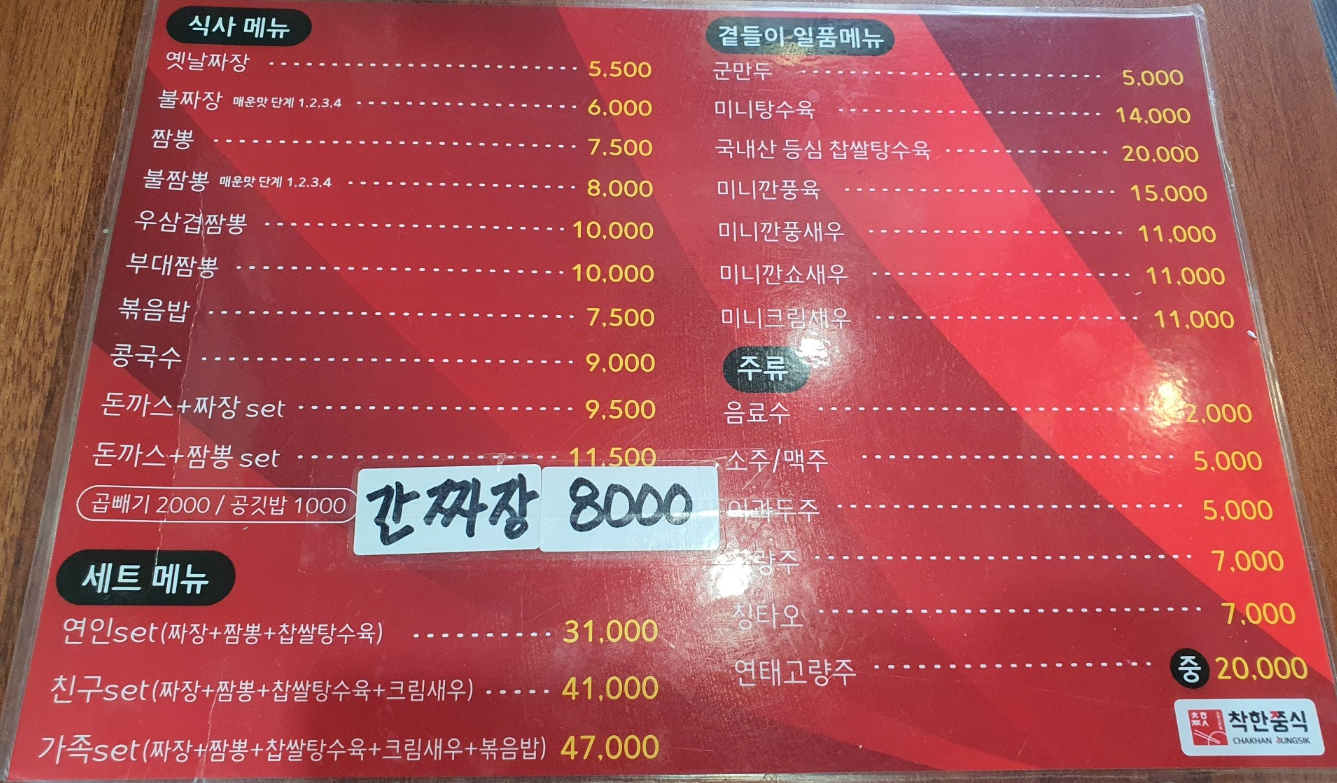 식사 메뉴
옛날짜장 5,500
불짜장 매운맛 단계 1.2.3.4 6,000
짬뽕 7,500
불짬뽕 매운맛 단계 1.2.3.4 8,000
우삼겹짬뽕 10,000
부대짬뽕 10,000
볶음밥 7,500
콩국수 9,000
돈까스+짜장 set 9,500
돈까스+짬뽕 set 11,500
곱빼기 2000 / 공깃밥 1000
간짜장 8000
세트 메뉴
연인set(짜장+짬뽕+찹쌀탕수육) 31,000
친구set(짜장+짬뽕+찹쌀탕수육+크림새우) 41,000
가족set(짜장+짬뽕+찹쌀탕수육+크림새우+볶음밥) 47,000
곁들이 일품메뉴
군만두 5,000
미니탕수육 14,000
국내산 등심 찹쌀탕수육 20,000
미니깐풍육 15,000
미니깐풍새우 11,000
미니깐쇼새우 11,000
미니크림새우 11,000
주류
음료수 2,000
소주/맥주 5,000
이과두주 5,000
7,000
칭타오 7,000
연태고량주 중 20,000
착한중식
CHAKHAN JUNGSIK